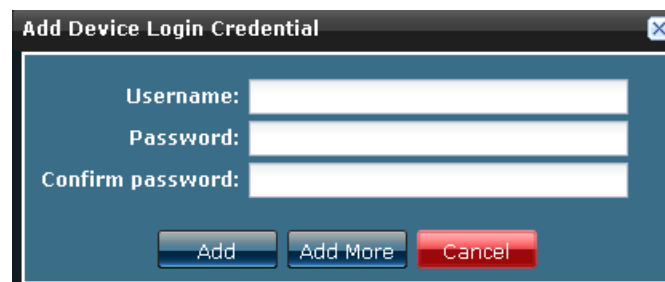 Add Device Login Credential
Username:
Password:
Confirm password:
Add Add More Cancel